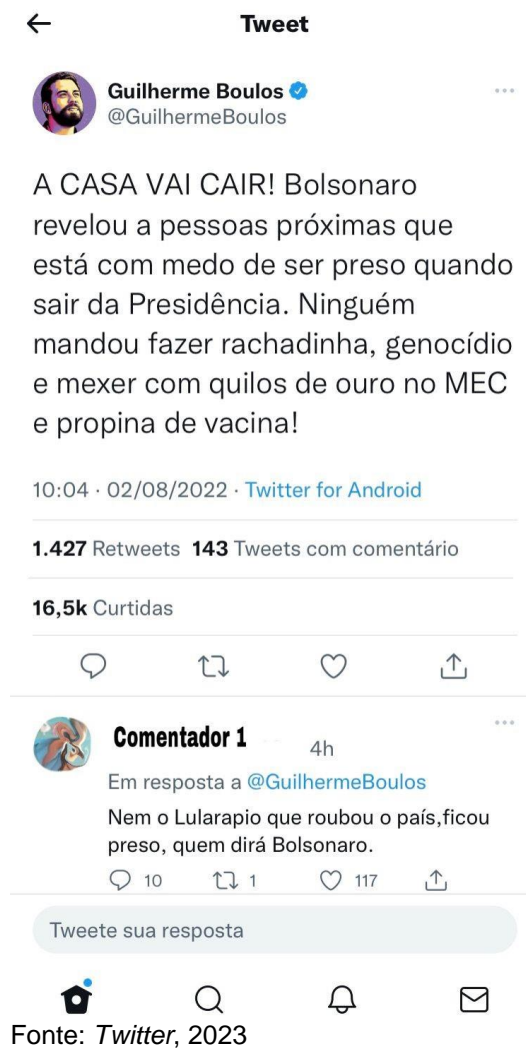 Tweet
Guilherme Boulos
@GuilhermeBoulos
A CASA VAI CAIR! Bolsonaro
revelou a pessoas próximas que
está com medo de ser preso quando
sair da Presidência. Ninguém
mandou fazer rachadinha, genocídio
e mexer com quilos de ouro no MEC
e propina de vacina!
10:04 · 02/08/2022 · Twitter for Android
1.427 Retweets 143 Tweets com comentário
16,5k Curtidas
Comentador 1 4h
Em resposta a @GuilhermeBoulos
Nem o Lularapio que roubou o país,ficou
preso, quem dirá Bolsonaro.
10 1 117
Tweete sua resposta
Fonte: Twitter, 2023